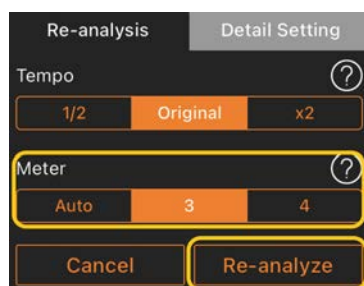 Re-analysis Detail Setting
Tempo ?
1/2 Original x2
Meter ?
Auto 3 4
Cancel Re-analyze